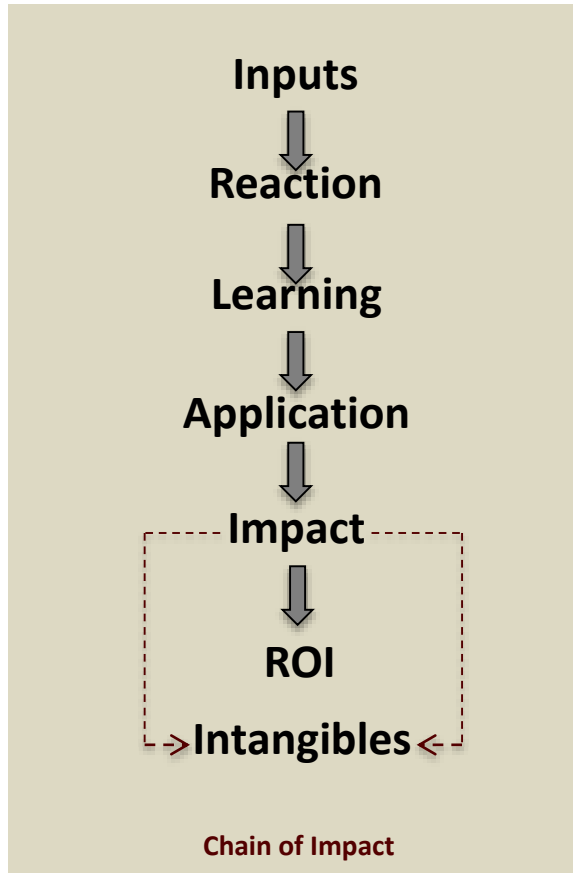 Inputs
Reaction
Learning
Application
Impact
ROI
Intangibles
Chain of Impact